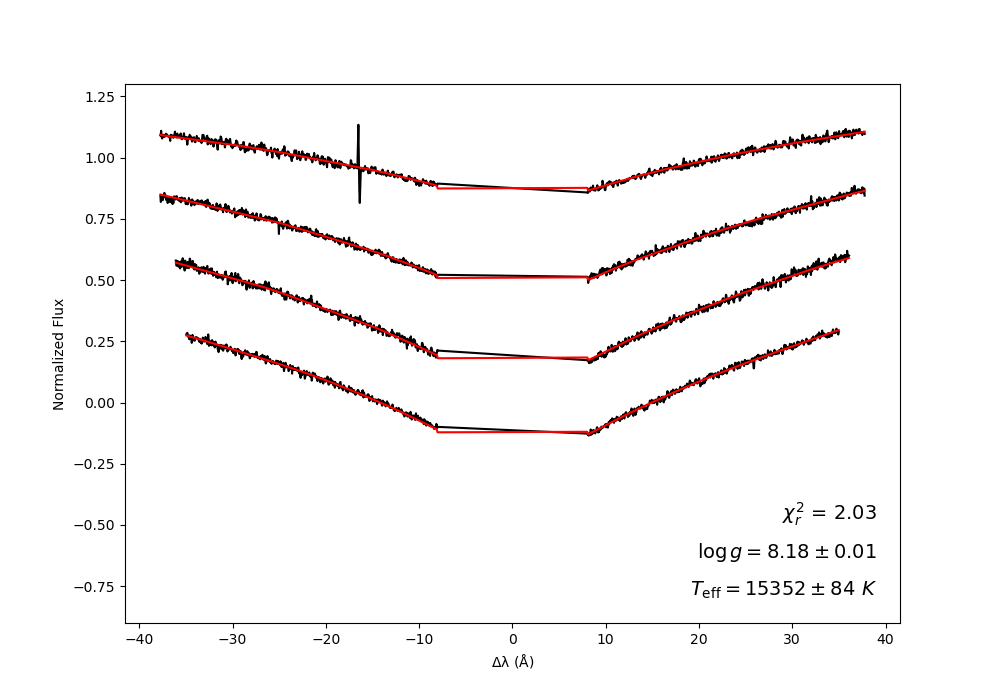 1.25
1.00
0.75
0.50
0.25
0.00
−0.25
−0.50
−0.75
Normalized Flux
χ²ᵣ = 2.03
log g = 8.18 ± 0.01
T_eff = 15352 ± 84 K
−40 −30 −20 −10 0 10 20 30 40
Δλ (Å)